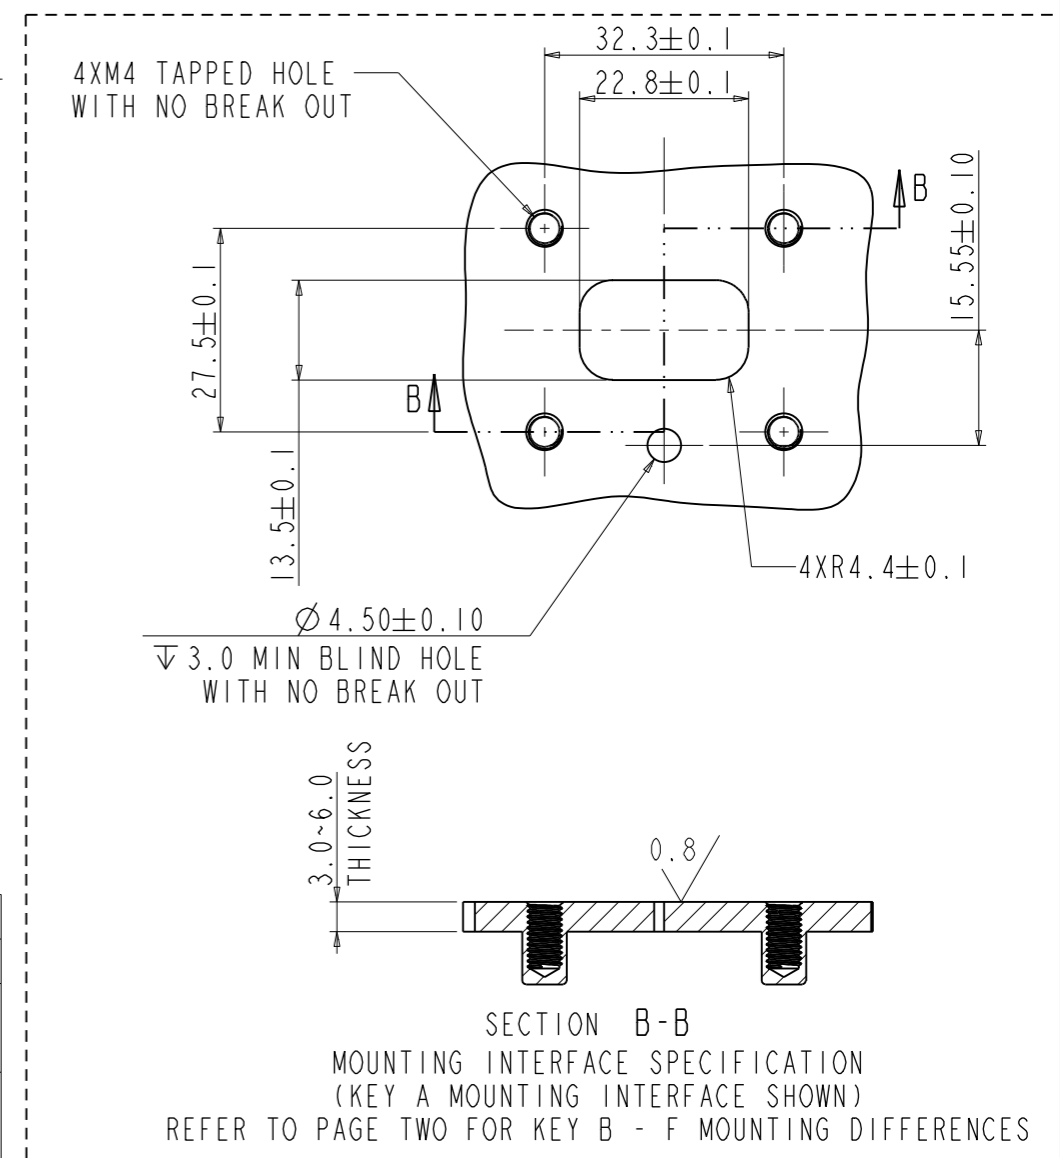 32.3±0.1
4XM4 TAPPED HOLE
WITH NO BREAK OUT
22.8±0.1
B
15.55±0.10
27.5±0.1
B
13.5±0.1
4XR4.4±0.1
Ø4.50±0.10
↧3.0 MIN BLIND HOLE
WITH NO BREAK OUT
3.0~6.0
THICKNESS
0.8
SECTION B-B
MOUNTING INTERFACE SPECIFICATION
(KEY A MOUNTING INTERFACE SHOWN)
REFER TO PAGE TWO FOR KEY B - F MOUNTING DIFFERENCES